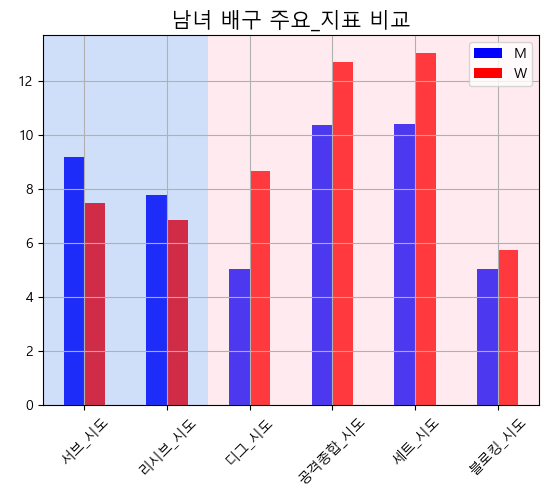 남녀 배구 주요_지표 비교
M
W
12
10
8
6
4
2
0
서브_시도
리시브_시도
디그_시도
공격종합_시도
세트_시도
블로킹_시도